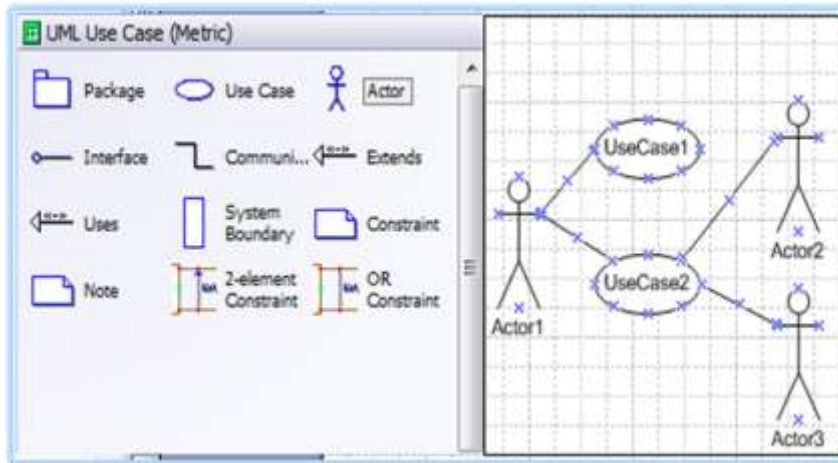 UML Use Case (Metric)
Package
Use Case
Actor
Interface
Communi...
Extends
Uses
System
Boundary
Constraint
Note
2-element
Constraint
OR
Constraint
UseCase1
UseCase2
Actor1
Actor2
Actor3